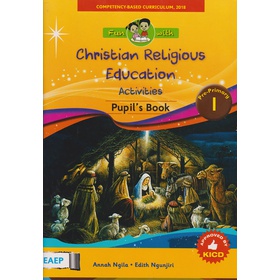 COMPETENCY-BASED CURRICULUM, 2018
Fun with
Christian Religious
Education
Activities
Pupil's Book
Pre-Primary
1
Annah Ngila • Edith Ngunjiri
EAEP
APPROVED BY
KICD